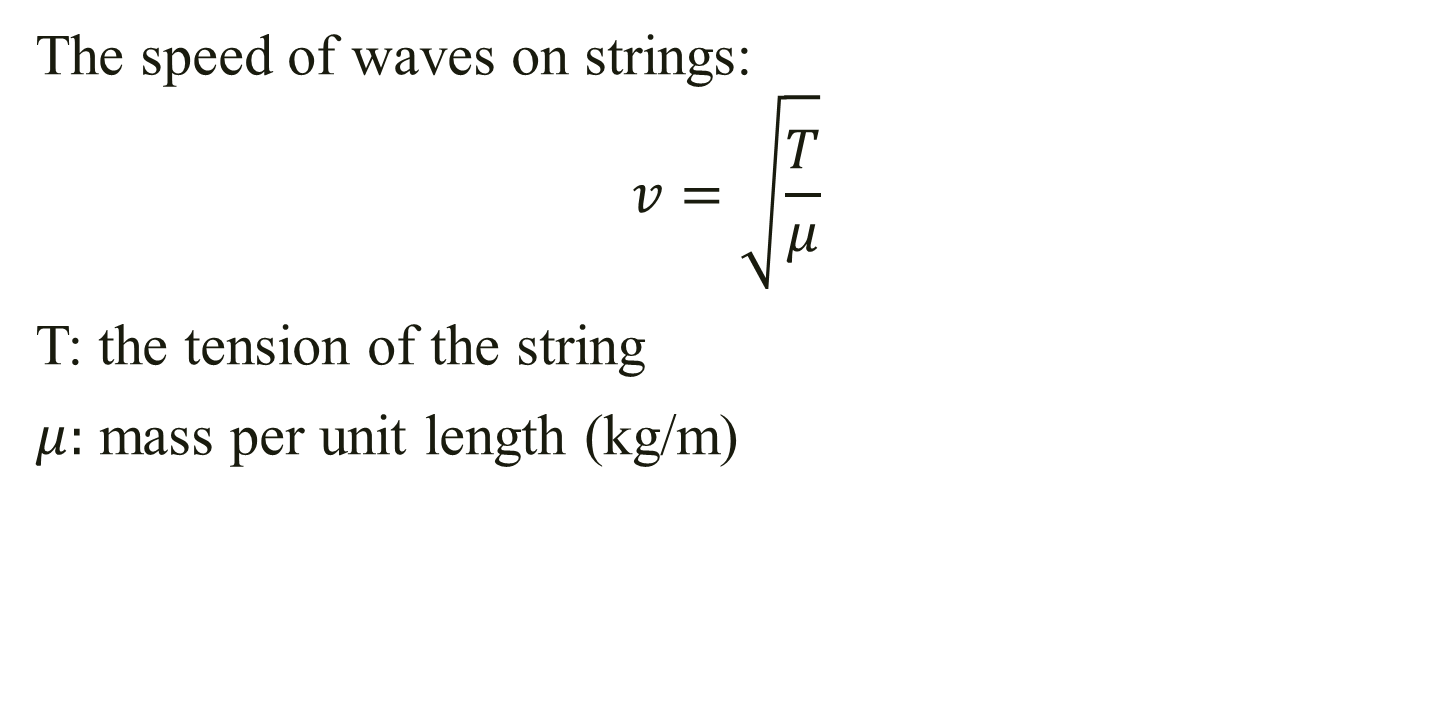 The speed of waves on strings:
𝑣 = √(𝑇/𝜇)
T: the tension of the string
𝜇: mass per unit length (kg/m)